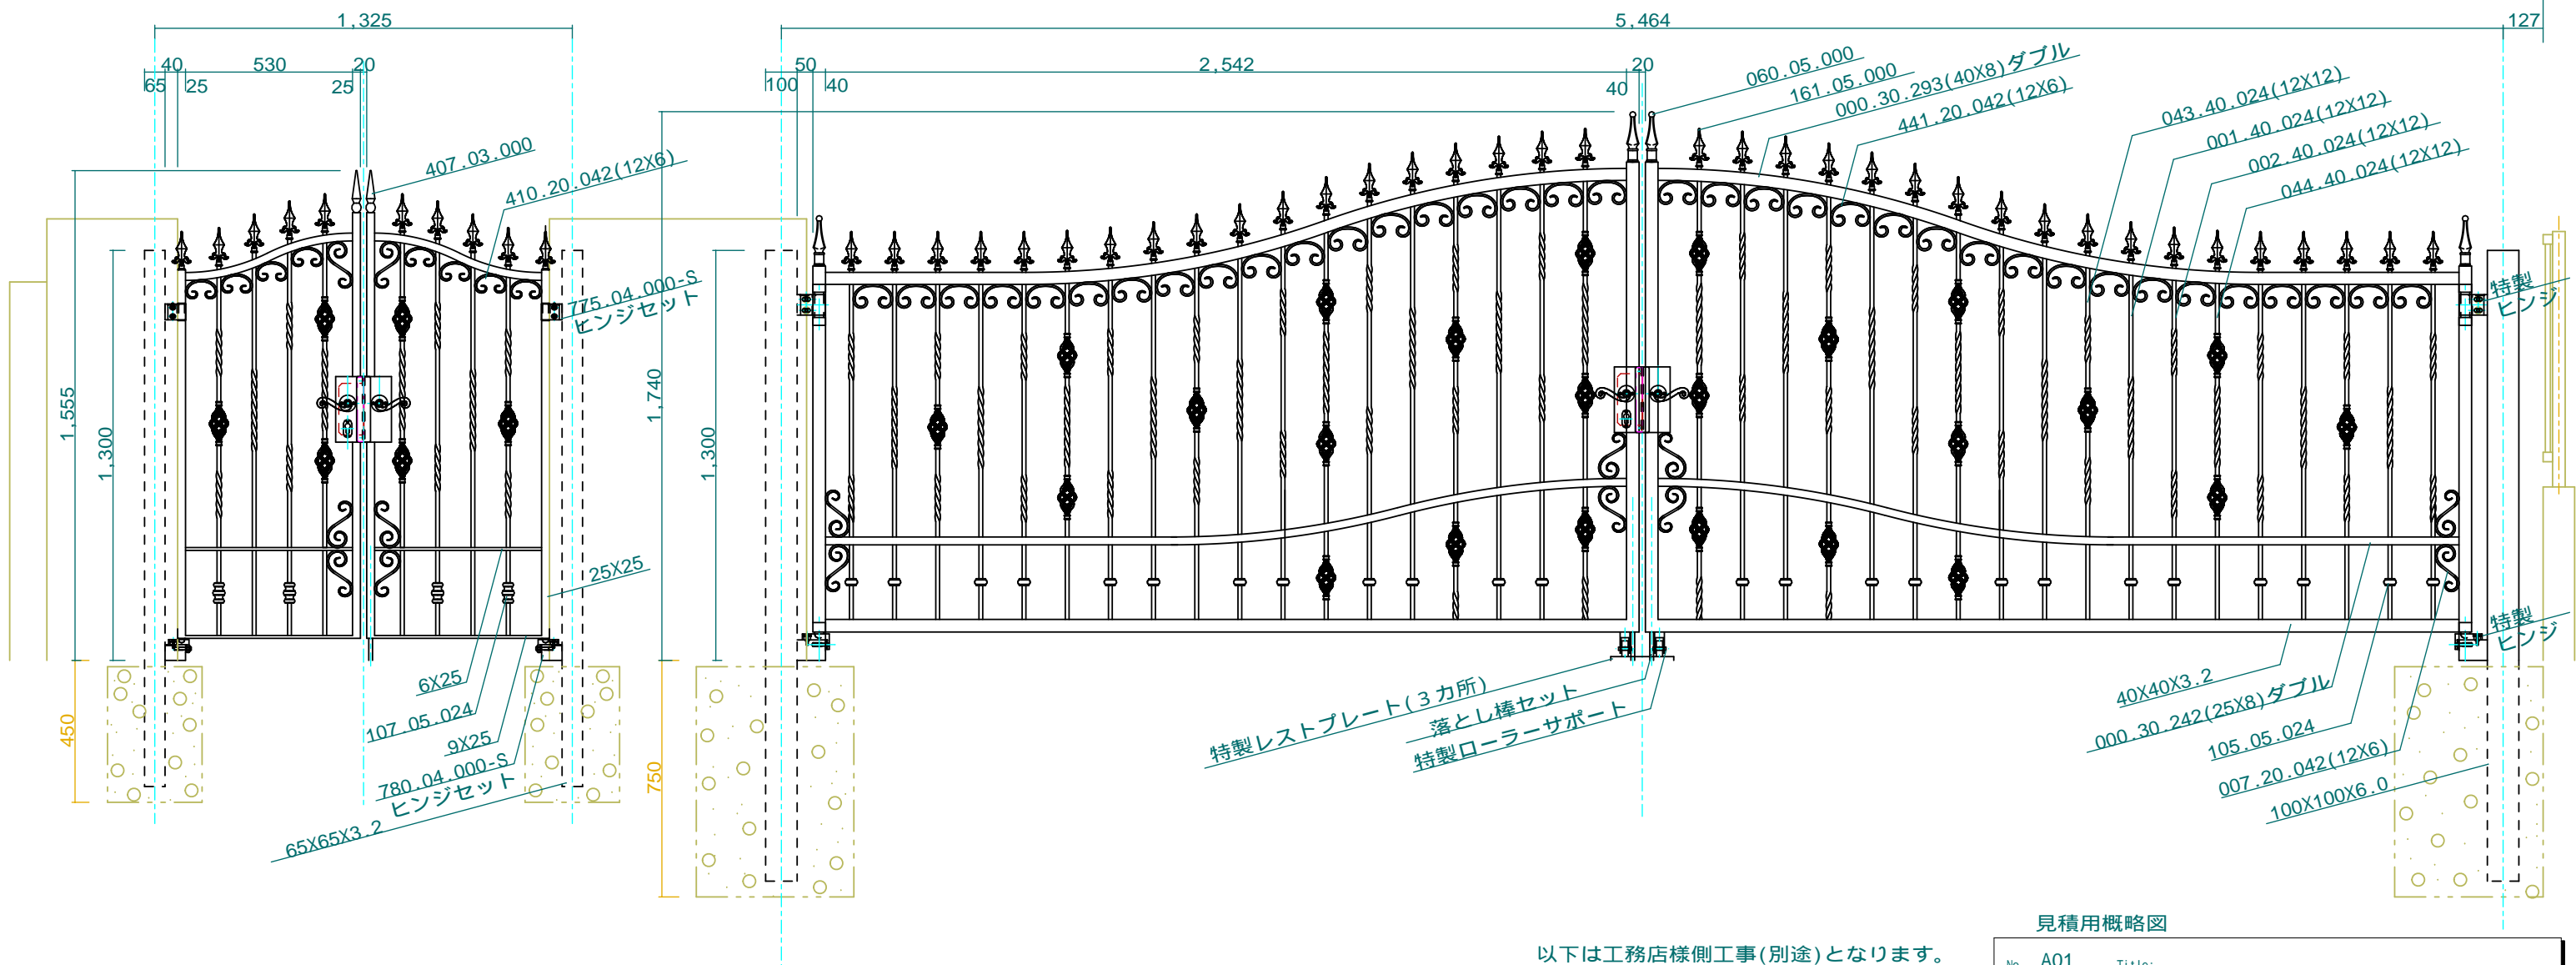 1,325
5,464
127
40
530
20
65
25
25
50
2,542
20
100
40
40
060.05.000
161.05.000
000.30.293(40X8)ダブル
441.20.042(12X6)
043.40.024(12X12)
001.40.024(12X12)
002.40.024(12X12)
044.40.024(12X12)
407.03.000
410.20.042(12X6)
775.04.000-S
ヒンジセット
特製
ヒンジ
1,555
1,300
1,740
1,300
25X25
特製
ヒンジ
6X25
107.05.024
9X25
780.04.000-S
ヒンジセット
65X65X3.2
450
750
特製レストプレート(3カ所)
落とし棒セット
特製ローラーサポート
40X40X3.2
000.30.242(25X8)ダブル
105.05.024
007.20.042(12X6)
100X100X6.0
見積用概略図
以下は工務店様側工事(別途)となります。
No. A01 Title: